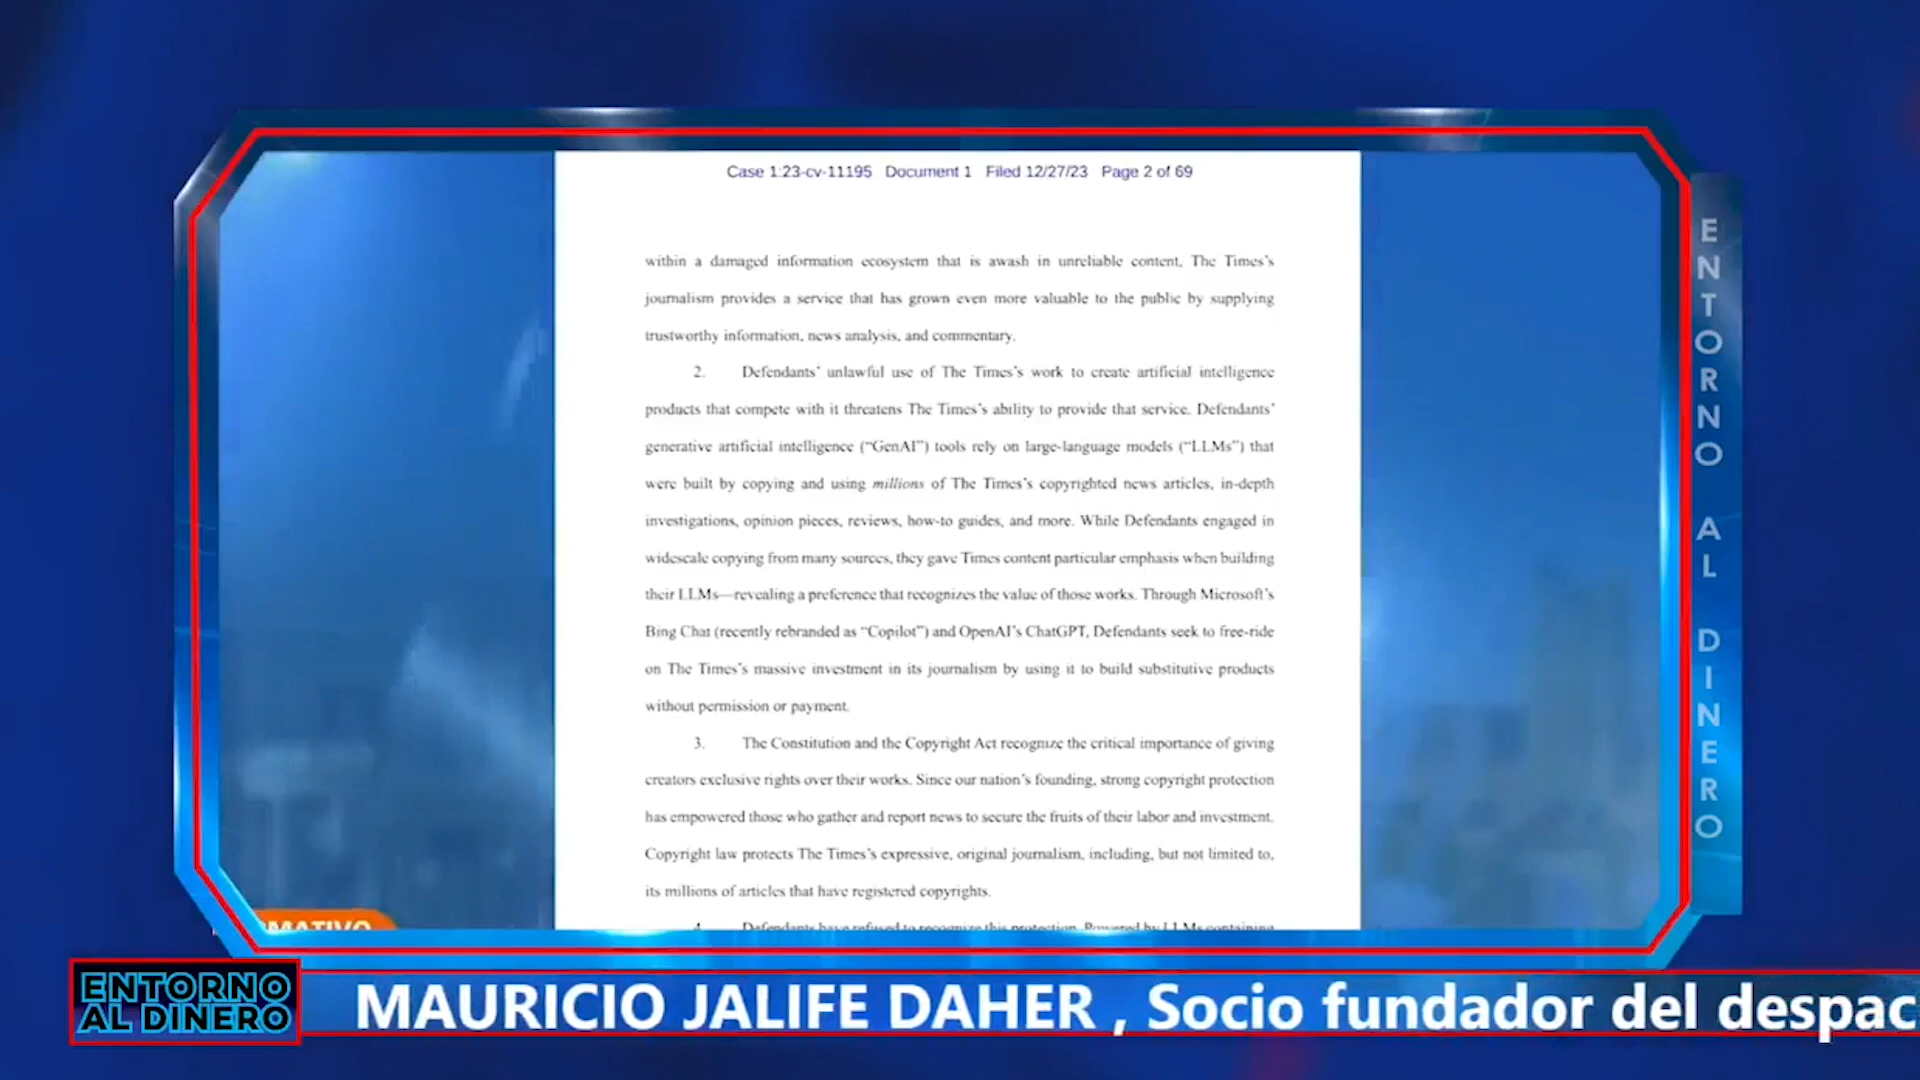 Case 1:23-cv-11195 Document 1 Filed 12/27/23 Page 2 of 69
within a damaged information ecosystem that is awash in unreliable content, The Times's
journalism provides a service that has grown even more valuable to the public by supplying
trustworthy information, news analysis, and commentary.
2. Defendants' unlawful use of The Times's work to create artificial intelligence
products that compete with it threatens The Times's ability to provide that service. Defendants'
generative artificial intelligence (“GenAI”) tools rely on large-language models (“LLMs”) that
were built by copying and using millions of The Times's copyrighted news articles, in-depth
investigations, opinion pieces, reviews, how-to guides, and more. While Defendants engaged in
widescale copying from many sources, they gave Times content particular emphasis when building
their LLMs—revealing a preference that recognizes the value of those works. Through Microsoft's
Bing Chat (recently rebranded as “Copilot”) and OpenAI's ChatGPT, Defendants seek to free-ride
on The Times's massive investment in its journalism by using it to build substitutive products
without permission or payment.
3. The Constitution and the Copyright Act recognize the critical importance of giving
creators exclusive rights over their works. Since our nation's founding, strong copyright protection
has empowered those who gather and report news to secure the fruits of their labor and investment.
Copyright law protects The Times's expressive, original journalism, including, but not limited to,
its millions of articles that have registered copyrights.
4. Defendants have refused to recognize this protection. Powered by LLMs containing
MATIVO
ENTORNO AL DINERO
ENTORNO
AL DINERO
MAURICIO JALIFE DAHER , Socio fundador del despac